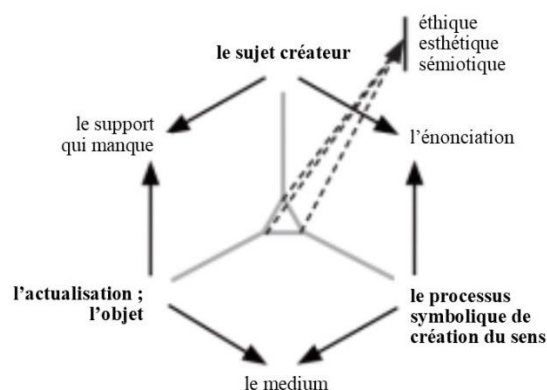 éthique
esthétique
sémiotique
le sujet créateur
le support
qui manque
l'énonciation
l'actualisation ;
l'objet
le processus
symbolique de
création du sens
le medium